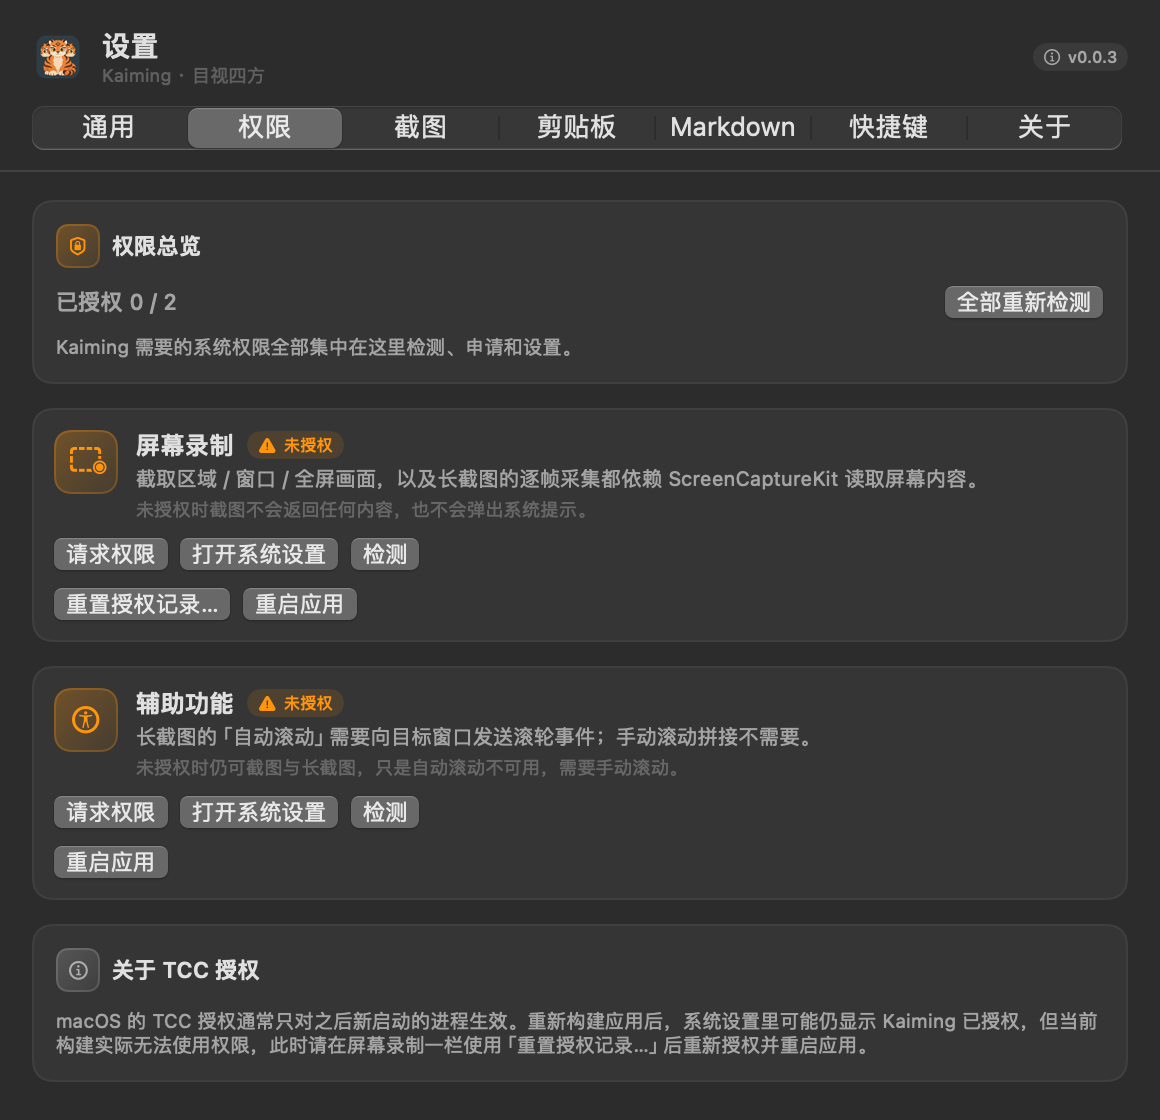 设置
Kaiming · 目视四方
v0.0.3
通用 权限 截图 剪贴板 Markdown 快捷键 关于
权限总览
已授权 0 / 2
全部重新检测
Kaiming 需要的系统权限全部集中在这里检测、申请和设置。
屏幕录制 未授权
截取区域 / 窗口 / 全屏画面，以及长截图的逐帧采集都依赖 ScreenCaptureKit 读取屏幕内容。
未授权时截图不会返回任何内容，也不会弹出系统提示。
请求权限 打开系统设置 检测
重置授权记录... 重启应用
辅助功能 未授权
长截图的「自动滚动」需要向目标窗口发送滚轮事件；手动滚动拼接不需要。
未授权时仍可截图与长截图，只是自动滚动不可用，需要手动滚动。
请求权限 打开系统设置 检测
重启应用
关于 TCC 授权
macOS 的 TCC 授权通常只对之后新启动的进程生效。重新构建应用后，系统设置里可能仍显示 Kaiming 已授权，但当前
构建实际无法使用权限，此时请在屏幕录制一栏使用「重置授权记录...」后重新授权并重启应用。